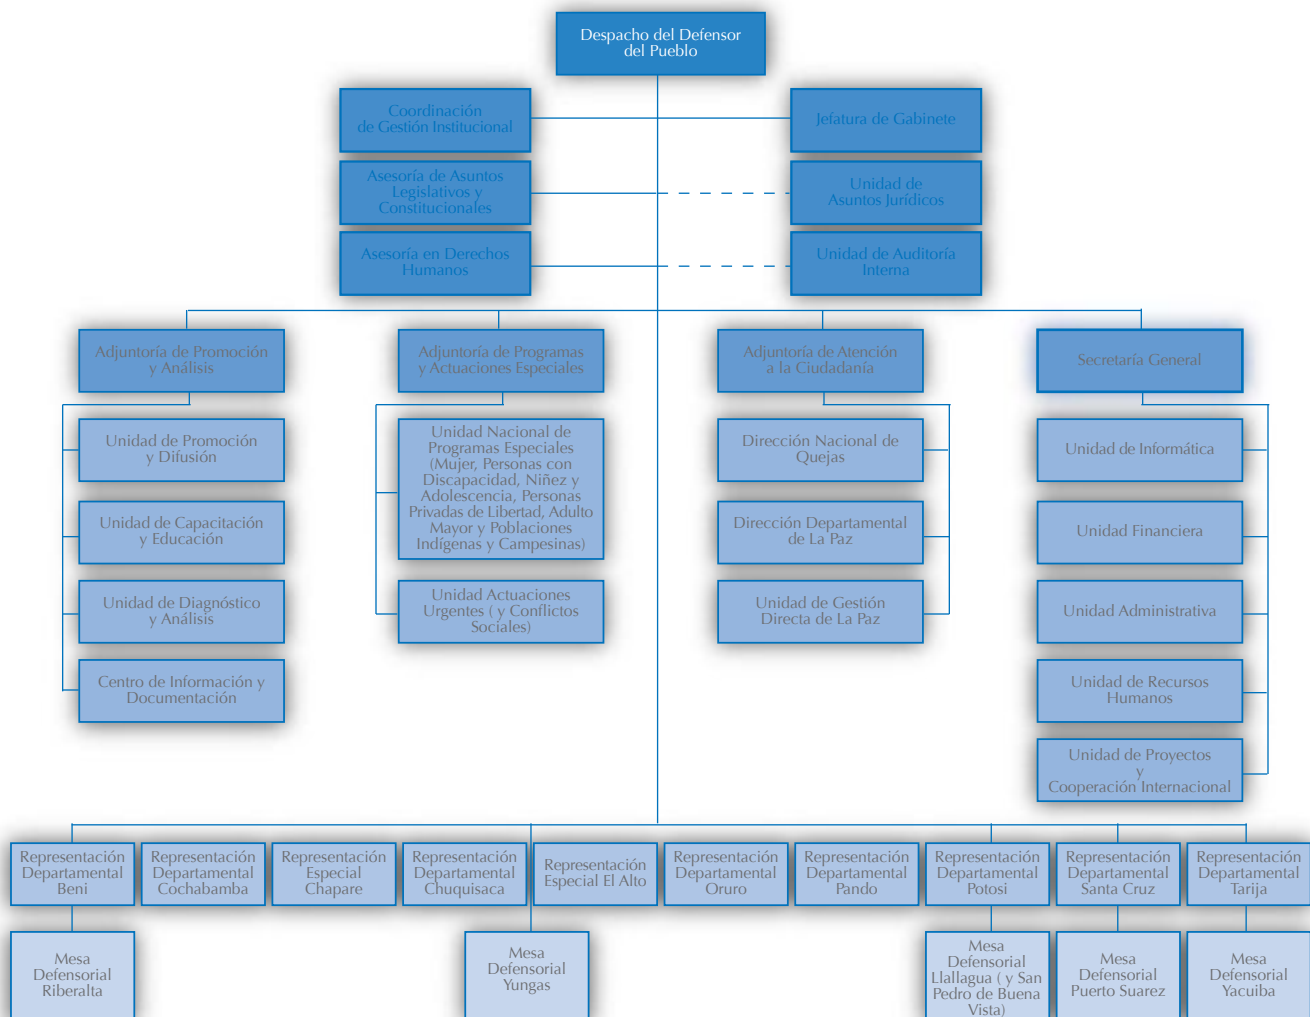 Despacho del Defensor
del Pueblo
Coordinación
de Gestión Institucional
Jefatura de Gabinete
Asesoría de Asuntos
Legislativos y
Constitucionales
Unidad de
Asuntos Jurídicos
Asesoría en Derechos
Humanos
Unidad de Auditoría
Interna
Adjuntoría de Promoción
y Análisis
Adjuntoría de Programas
y Actuaciones Especiales
Adjuntoría de Atención
a la Ciudadanía
Secretaría General
Unidad de Promoción
y Difusión
Unidad de Capacitación
y Educación
Unidad de Diagnóstico
y Análisis
Centro de Información y
Documentación
Unidad Nacional de
Programas Especiales
(Mujer, Personas con
Discapacidad, Niñez y
Adolescencia, Personas
Privadas de Libertad, Adulto
Mayor y Poblaciones
Indígenas y Campesinas)
Unidad Actuaciones
Urgentes ( y Conflictos
Sociales)
Dirección Nacional de
Quejas
Dirección Departamental
de La Paz
Unidad de Gestión
Directa de La Paz
Unidad de Informática
Unidad Financiera
Unidad Administrativa
Unidad de Recursos
Humanos
Unidad de Proyectos
y
Cooperación Internacional
Representación
Departamental
Beni
Representación
Departamental
Cochabamba
Representación
Especial
Chapare
Representación
Departamental
Chuquisaca
Representación
Especial El Alto
Representación
Departamental
Oruro
Representación
Departamental
Pando
Representación
Departamental
Potosi
Representación
Departamental
Santa Cruz
Representación
Departamental
Tarija
Mesa
Defensorial
Riberalta
Mesa
Defensorial
Yungas
Mesa
Defensorial
Llallagua ( y San
Pedro de Buena
Vista)
Mesa
Defensorial
Puerto Suarez
Mesa
Defensorial
Yacuiba